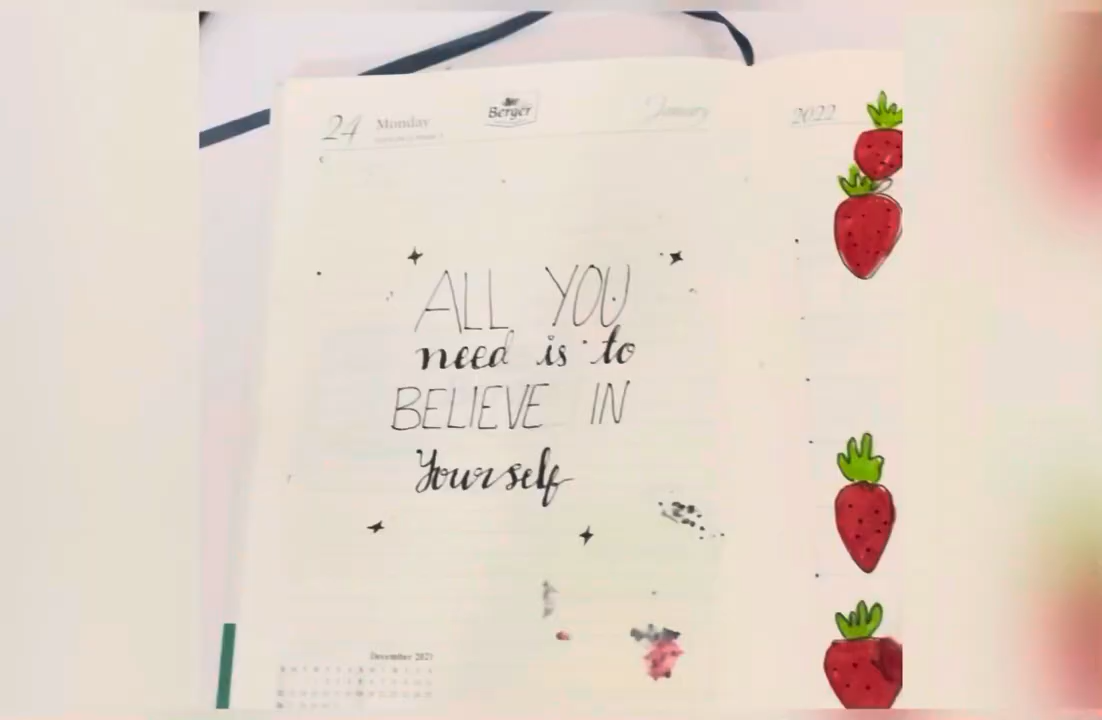 24 Monday
Berger
January
2022
ALL YOU
need is to
BELIEVE IN
Yourself
December 2021